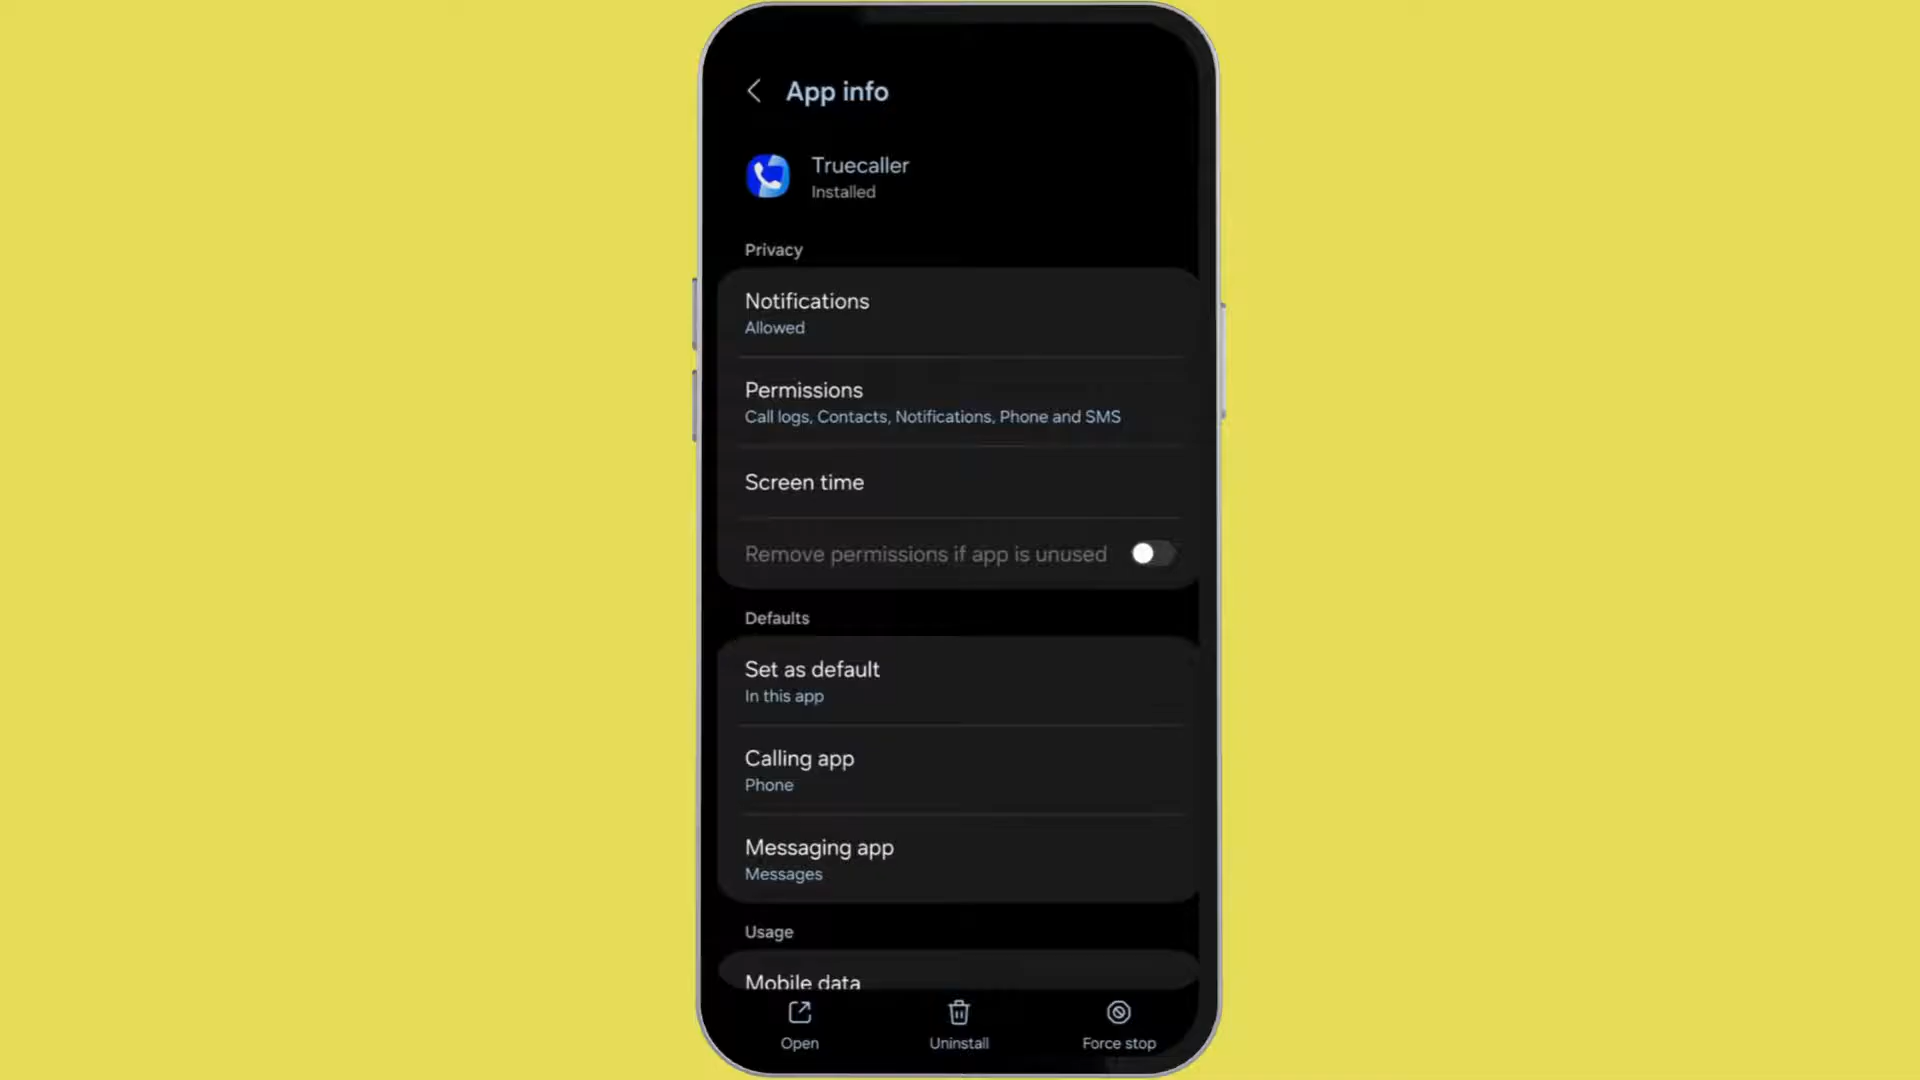 App info
Truecaller
Installed
Privacy
Notifications
Allowed
Permissions
Call logs, Contacts, Notifications, Phone and SMS
Screen time
Remove permissions if app is unused
Defaults
Set as default
In this app
Calling app
Phone
Messaging app
Messages
Usage
Mobile data
Open
Uninstall
Force stop